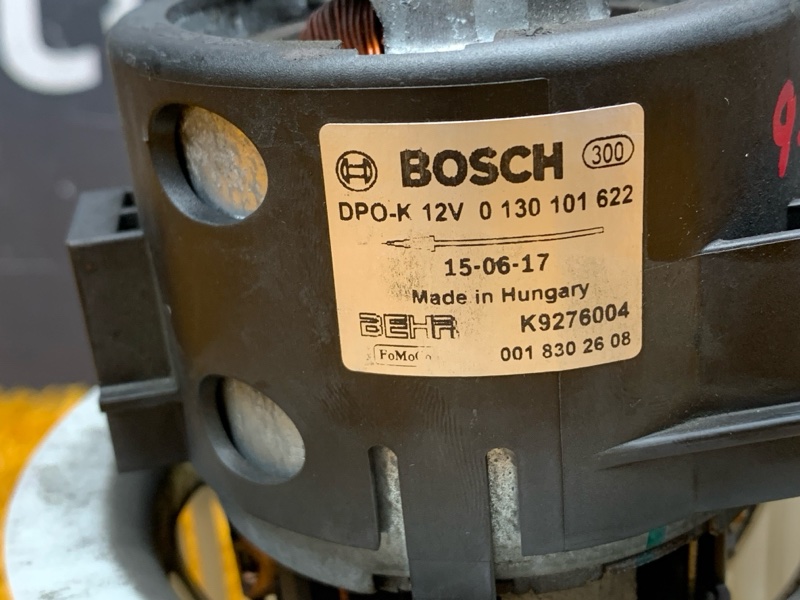 BOSCH 300
DPO-K 12V 0 130 101 622
15-06-17
Made in Hungary
BEHR K9276004
FoMoCo 001 830 26 08